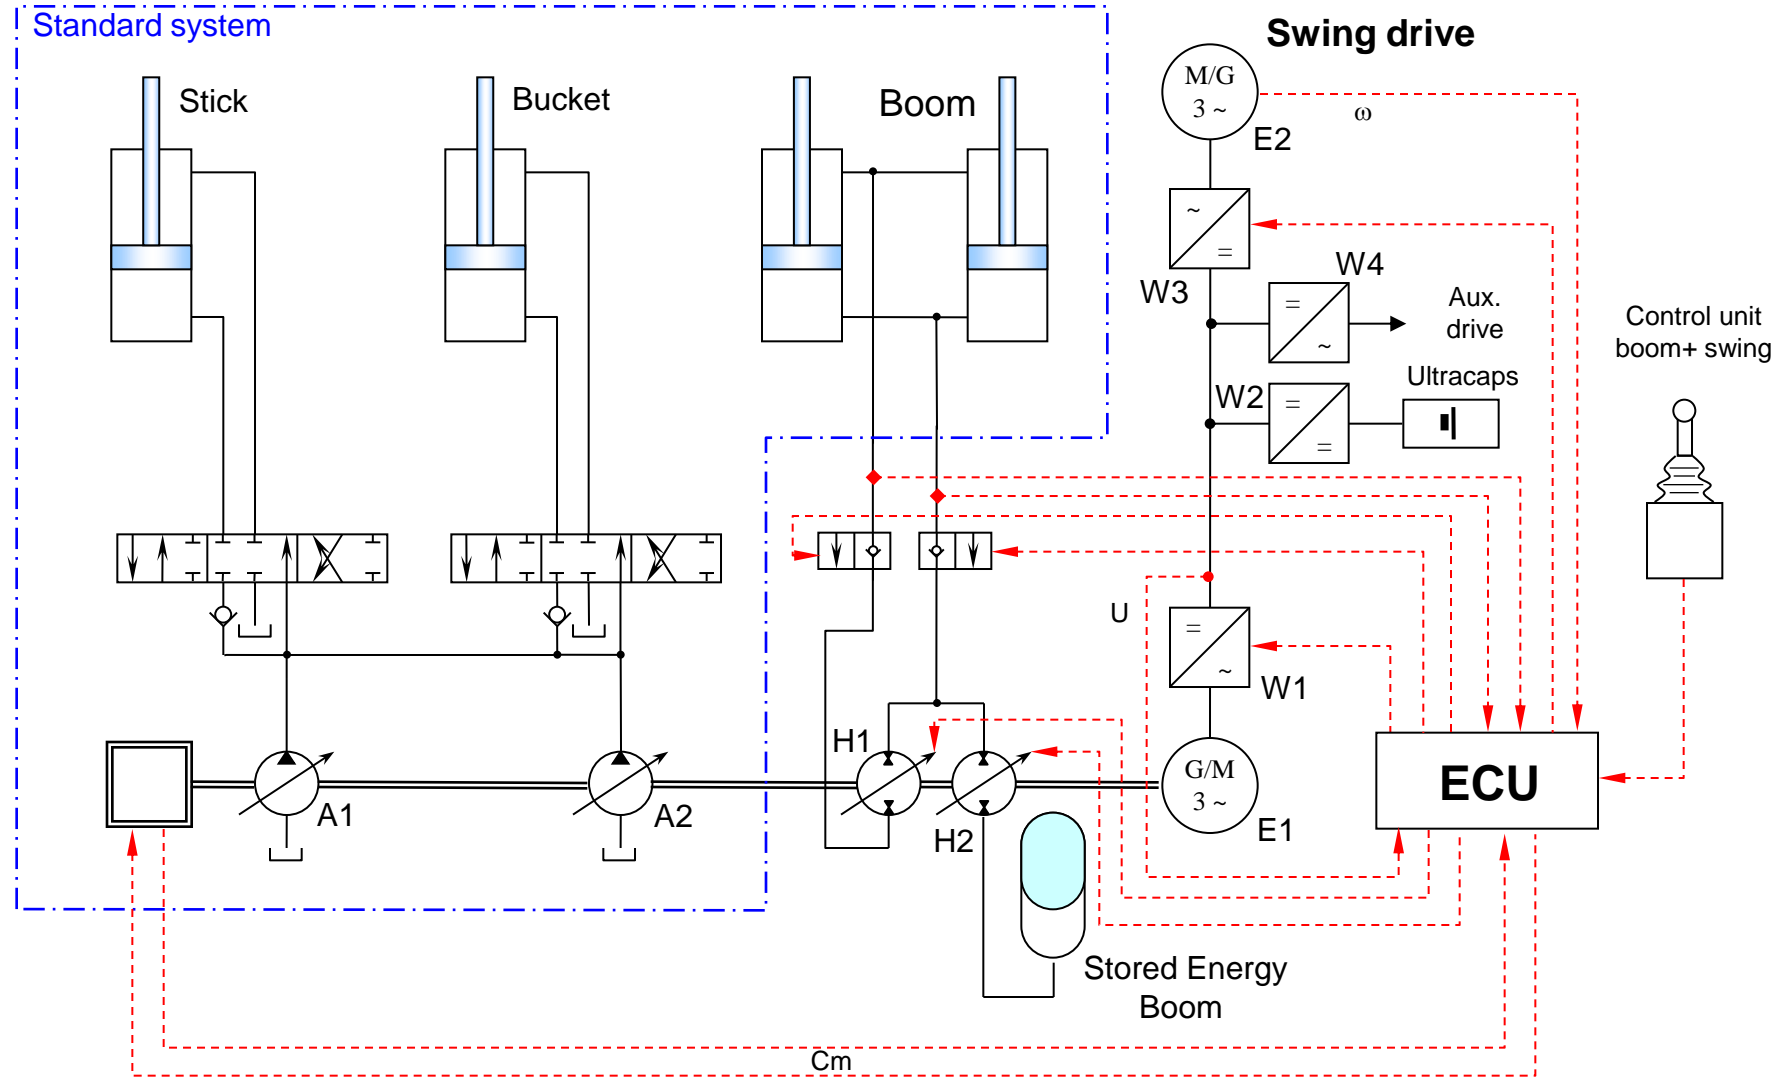 Standard system
Swing drive
Stick
Bucket
Boom
M/G
3 ~
E2
ω
~
=
W3
W4
=
~
Aux.
drive
Control unit
boom+ swing
W2
=
=
Ultracaps
U
=
~
W1
H1
H2
G/M
3 ~
E1
ECU
A1
A2
Stored Energy
Boom
Cm